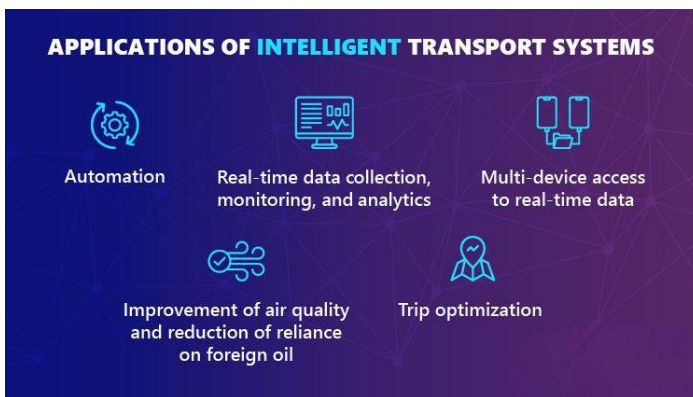 APPLICATIONS OF INTELLIGENT TRANSPORT SYSTEMS
Automation
Real-time data collection,
monitoring, and analytics
Multi-device access
to real-time data
Improvement of air quality
and reduction of reliance
on foreign oil
Trip optimization